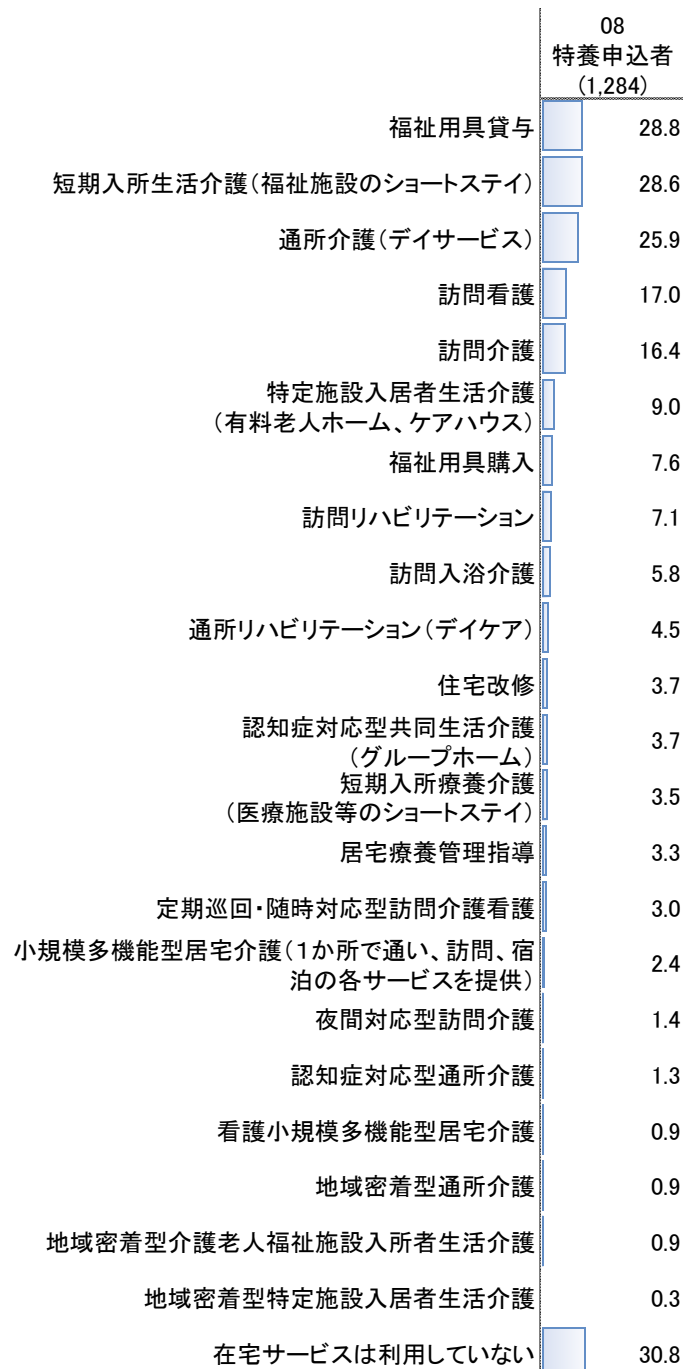 08
特養申込者
(1,284)
福祉用具貸与 28.8
短期入所生活介護(福祉施設のショートステイ) 28.6
通所介護(デイサービス) 25.9
訪問看護 17.0
訪問介護 16.4
特定施設入居者生活介護
(有料老人ホーム、ケアハウス) 9.0
福祉用具購入 7.6
訪問リハビリテーション 7.1
訪問入浴介護 5.8
通所リハビリテーション(デイケア) 4.5
住宅改修 3.7
認知症対応型共同生活介護
(グループホーム) 3.7
短期入所療養介護
(医療施設等のショートステイ) 3.5
居宅療養管理指導 3.3
定期巡回・随時対応型訪問介護看護 3.0
小規模多機能型居宅介護(１か所で通い、訪問、宿
泊の各サービスを提供) 2.4
夜間対応型訪問介護 1.4
認知症対応型通所介護 1.3
看護小規模多機能型居宅介護 0.9
地域密着型通所介護 0.9
地域密着型介護老人福祉施設入所者生活介護 0.9
地域密着型特定施設入居者生活介護 0.3
在宅サービスは利用していない 30.8